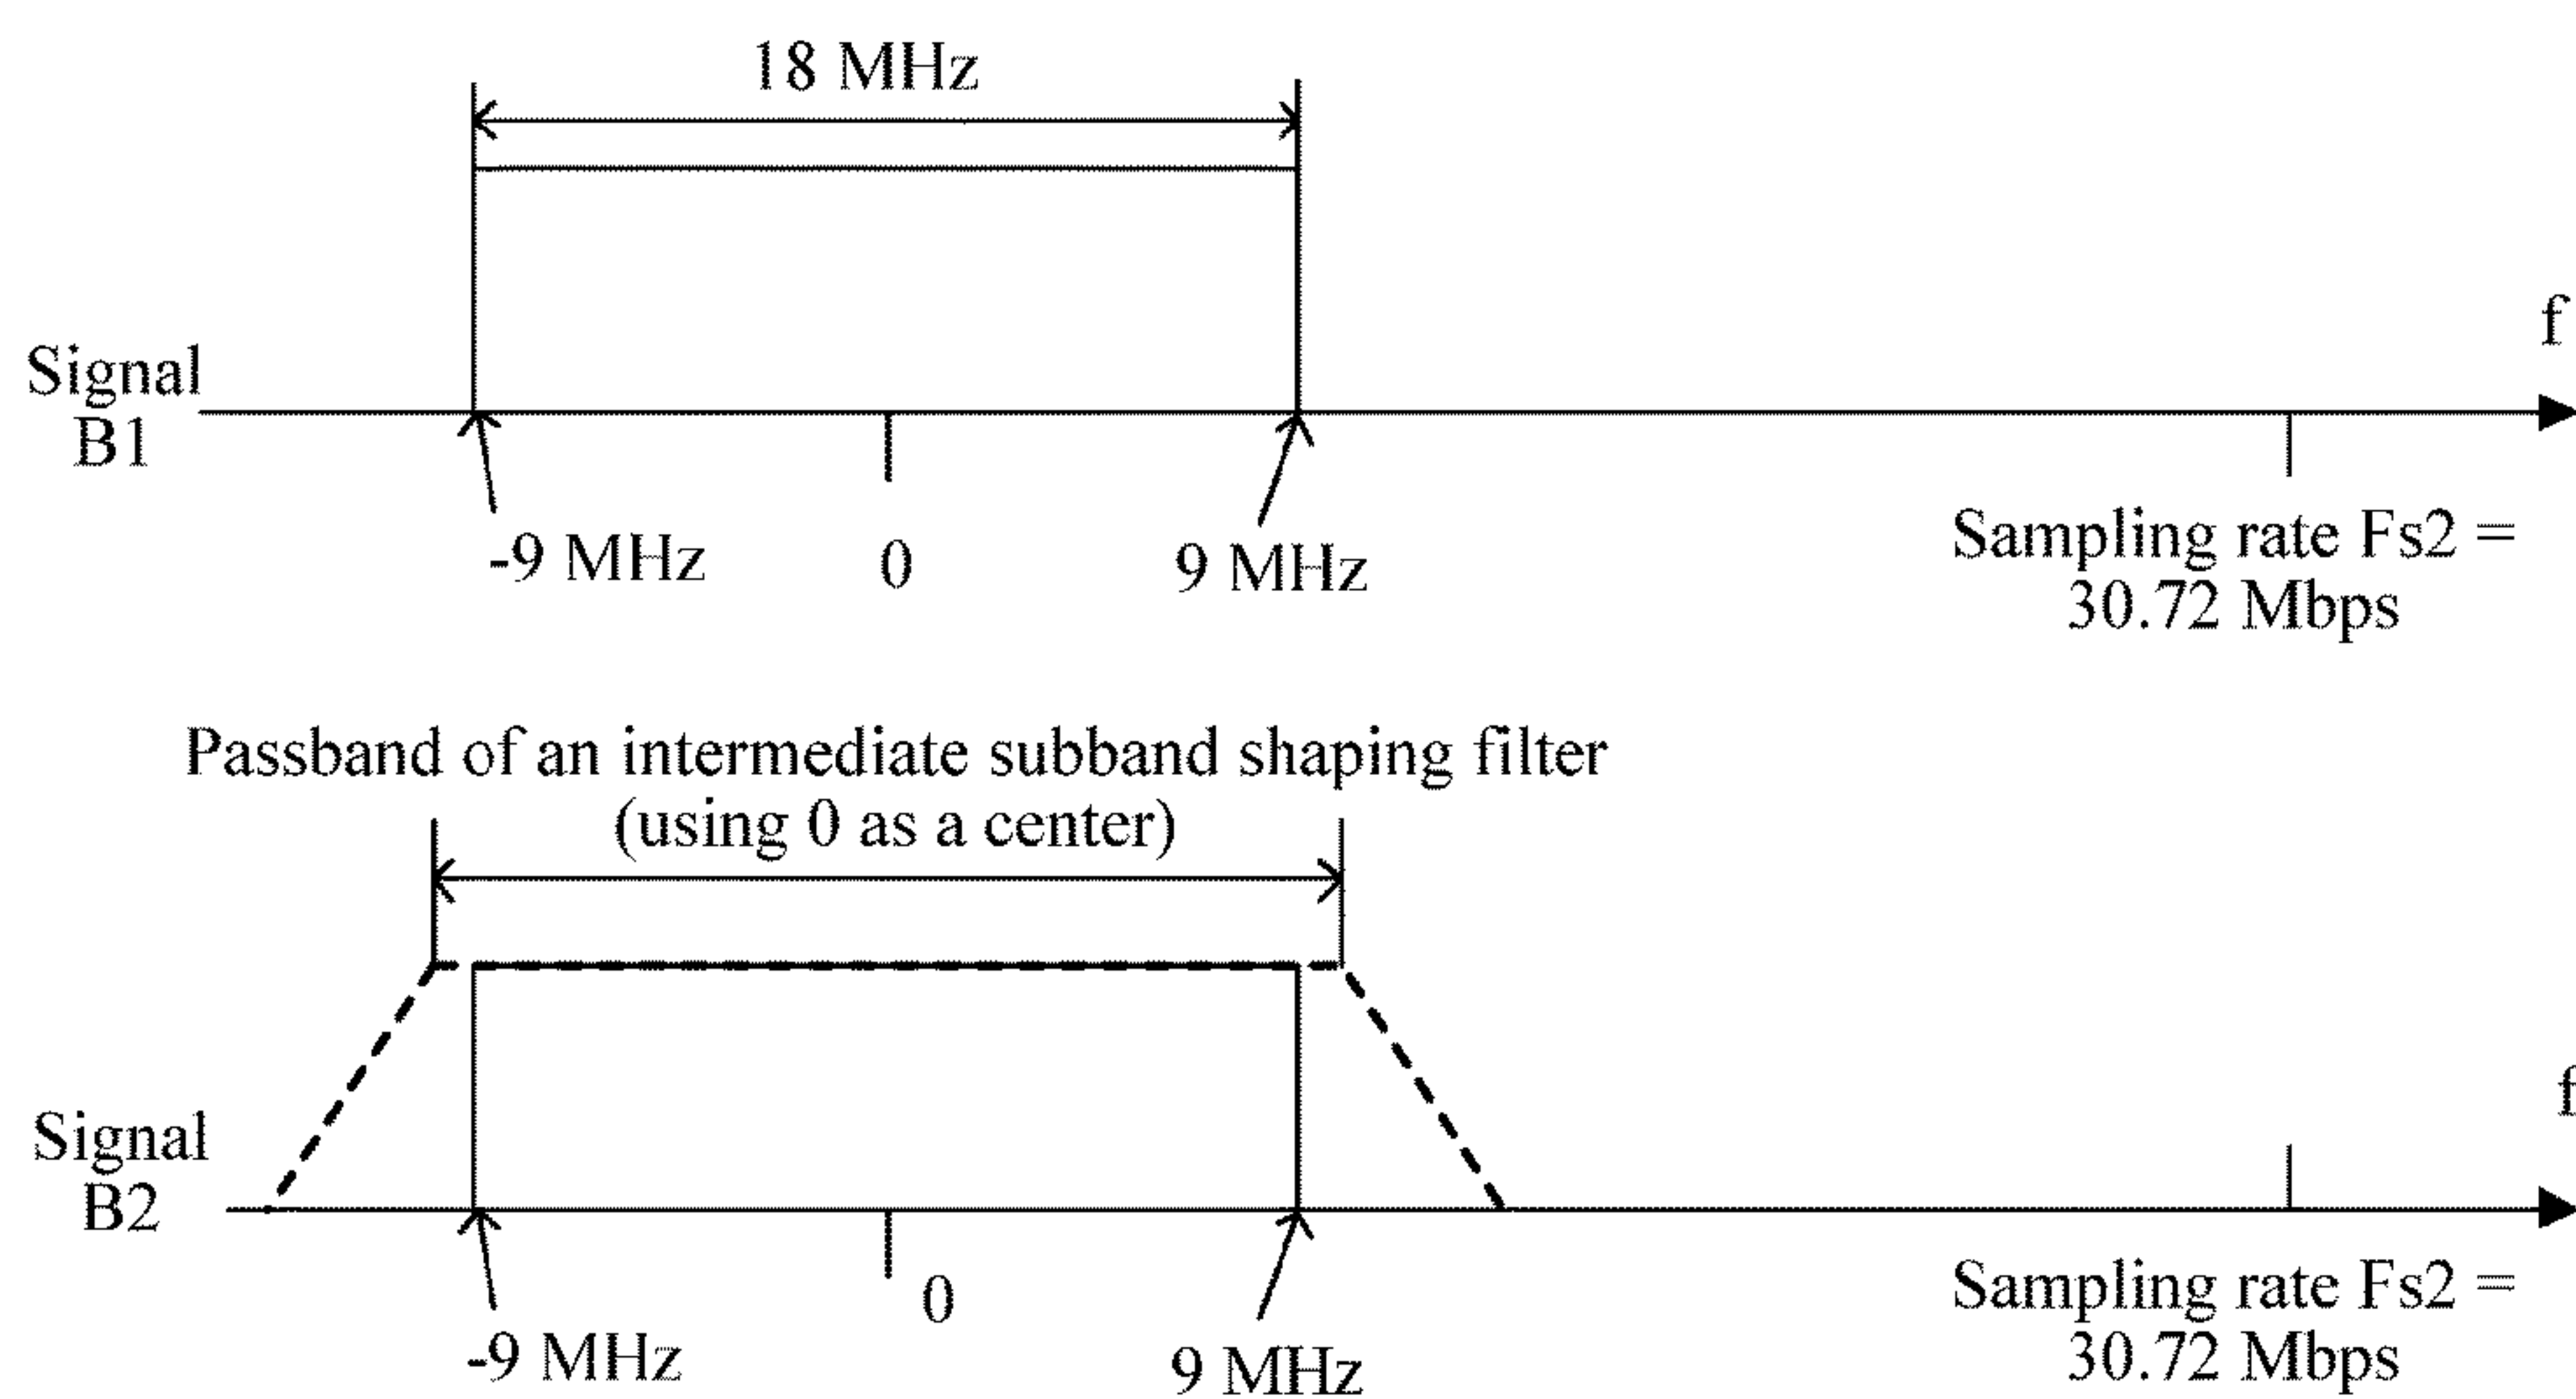 18 MHz
f
Signal
B1
-9 MHz
0
9 MHz
Sampling rate Fs2 =
30.72 Mbps
Passband of an intermediate subband shaping filter
(using 0 as a center)
f
Signal
B2
0
-9 MHz
9 MHz
Sampling rate Fs2 =
30.72 Mbps